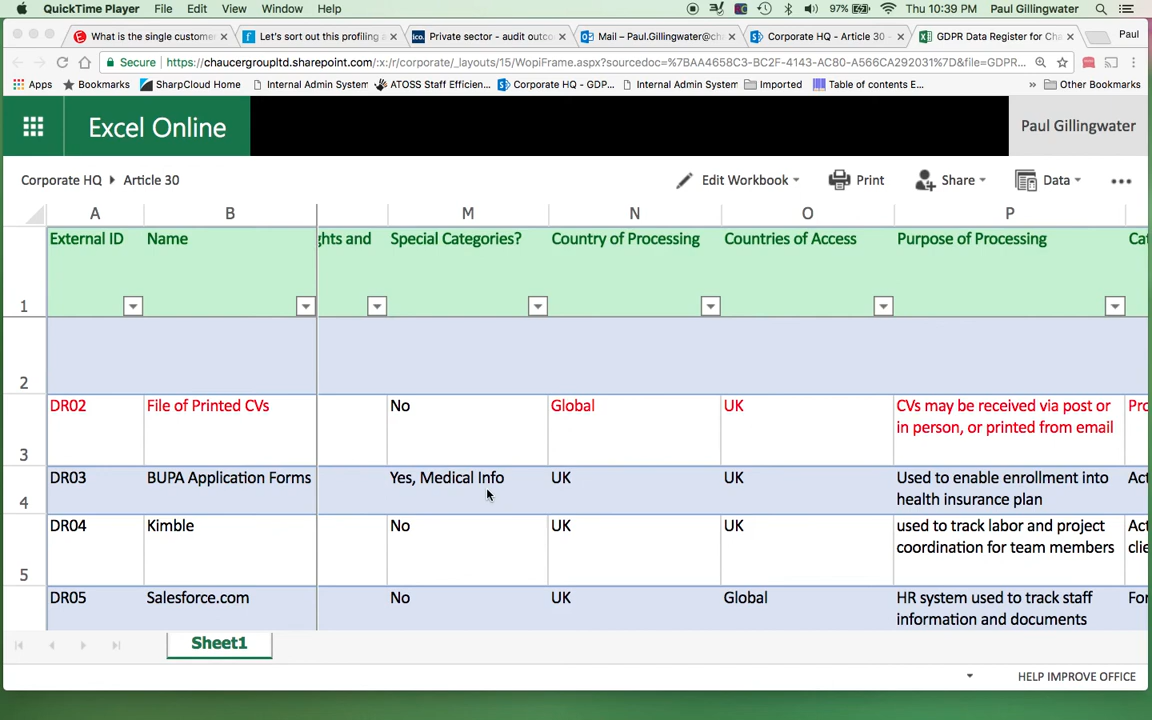 QuickTime Player File Edit View Window Help 97% Thu 10:39 PM Paul Gillingwater
What is the single custome Let's sort out this profiling a Private sector - audit outco Mail – Paul.Gillingwater@ch Corporate HQ - Article 30 - GDPR Data Register for Cha Paul
Secure https://chaucergroupltd.sharepoint.com/:x:/r/corporate/_layouts/15/WopiFrame.aspx?sourcedoc=%7BAA4658C3-BC2F-4143-AC80-A566CA292031%7D&file=GDPR...
Apps Bookmarks SharpCloud Home Internal Admin System ATOSS Staff Efficien... Corporate HQ - GDP... Internal Admin System Imported Table of contents E... » Other Bookmarks
Excel Online Paul Gillingwater
Corporate HQ Article 30 Edit Workbook Print Share Data •••
A B M N O P
External ID Name ghts and Special Categories? Country of Processing Countries of Access Purpose of Processing Cat
1
2
DR02 File of Printed CVs No Global UK CVs may be received via post or Pro
in person, or printed from email
3
DR03 BUPA Application Forms Yes, Medical Info UK UK Used to enable enrollment into Act
4 health insurance plan
DR04 Kimble No UK UK used to track labor and project Act
coordination for team members clie
5
DR05 Salesforce.com No UK Global HR system used to track staff For
information and documents
Sheet1
HELP IMPROVE OFFICE